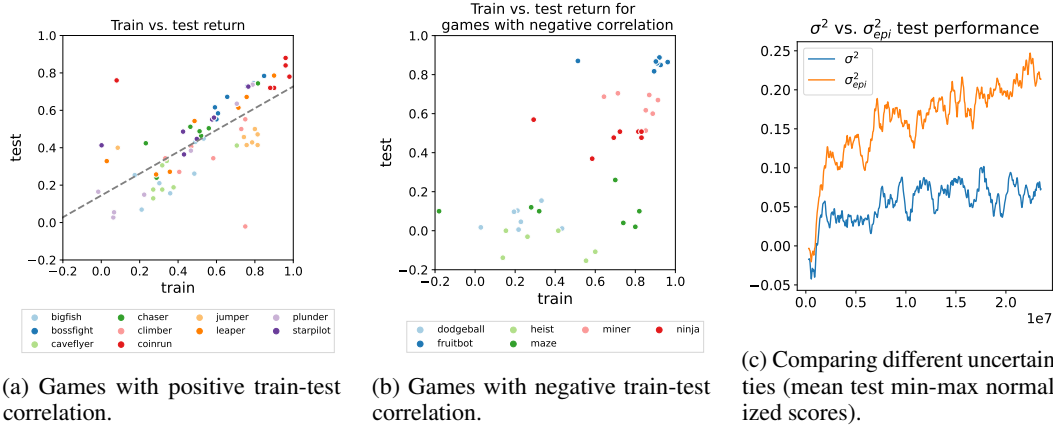 Train vs. test return
1.0
0.8
0.6
0.4
0.2
0.0
−0.2
test
−0.2 0.0 0.2 0.4 0.6 0.8 1.0
train
bigfish chaser jumper plunder
bossfight climber leaper starpilot
caveflyer coinrun
(a) Games with positive train-test
correlation.
Train vs. test return for
games with negative correlation
1.0
0.8
0.6
0.4
0.2
0.0
−0.2
test
−0.2 0.0 0.2 0.4 0.6 0.8 1.0
train
dodgeball heist miner ninja
fruitbot maze
(b) Games with negative train-test
correlation.
σ² vs. σ²epi test performance
σ²
σ²epi
0.25
0.20
0.15
0.10
0.05
0.00
−0.05
0.0 0.5 1.0 1.5 2.0
1e7
(c) Comparing different uncertain
ties (mean test min-max normal
ized scores).